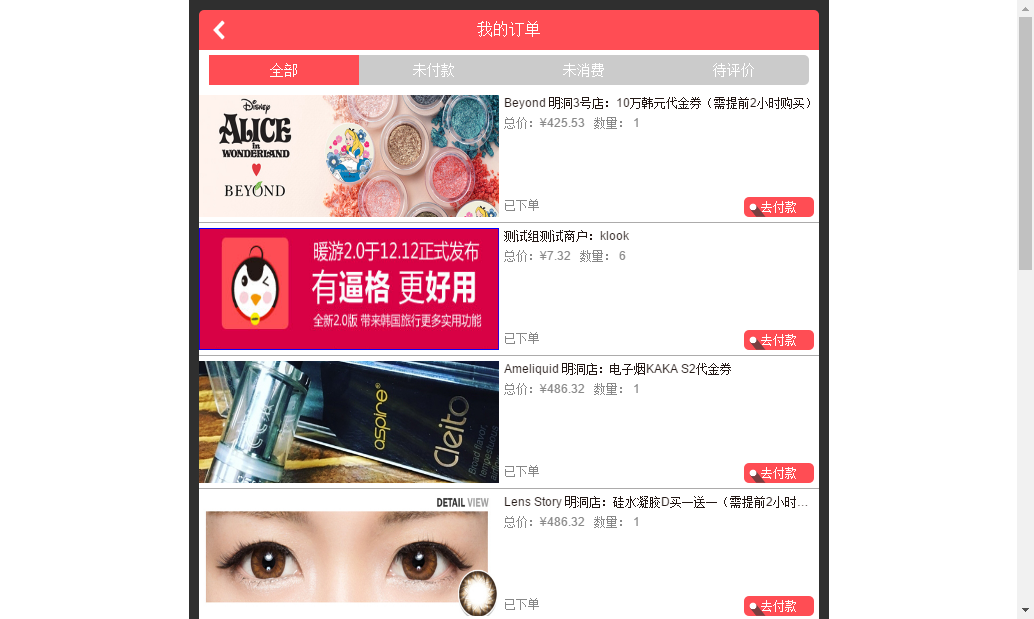 我的订单
全部 未付款 未消费 待评价
Disney
ALICE
in
WONDERLAND
BEYOND
Beyond 明洞3号店：10万韩元代金券（需提前2小时购买）
总价：¥425.53 数量： 1
已下单
去付款
暖游2.0于12.12正式发布
有逼格 更好用
全新2.0版 带来韩国旅行更多实用功能
测试组测试商户：klook
总价：¥7.32 数量： 6
已下单
去付款
aspire
Cleito
Ameliquid 明洞店：电子烟KAKA S2代金券
总价：¥486.32 数量： 1
已下单
去付款
DETAIL VIEW
Lens Story 明洞店：硅水凝胶D买一送一（需提前2小时…
总价：¥486.32 数量： 1
已下单
去付款